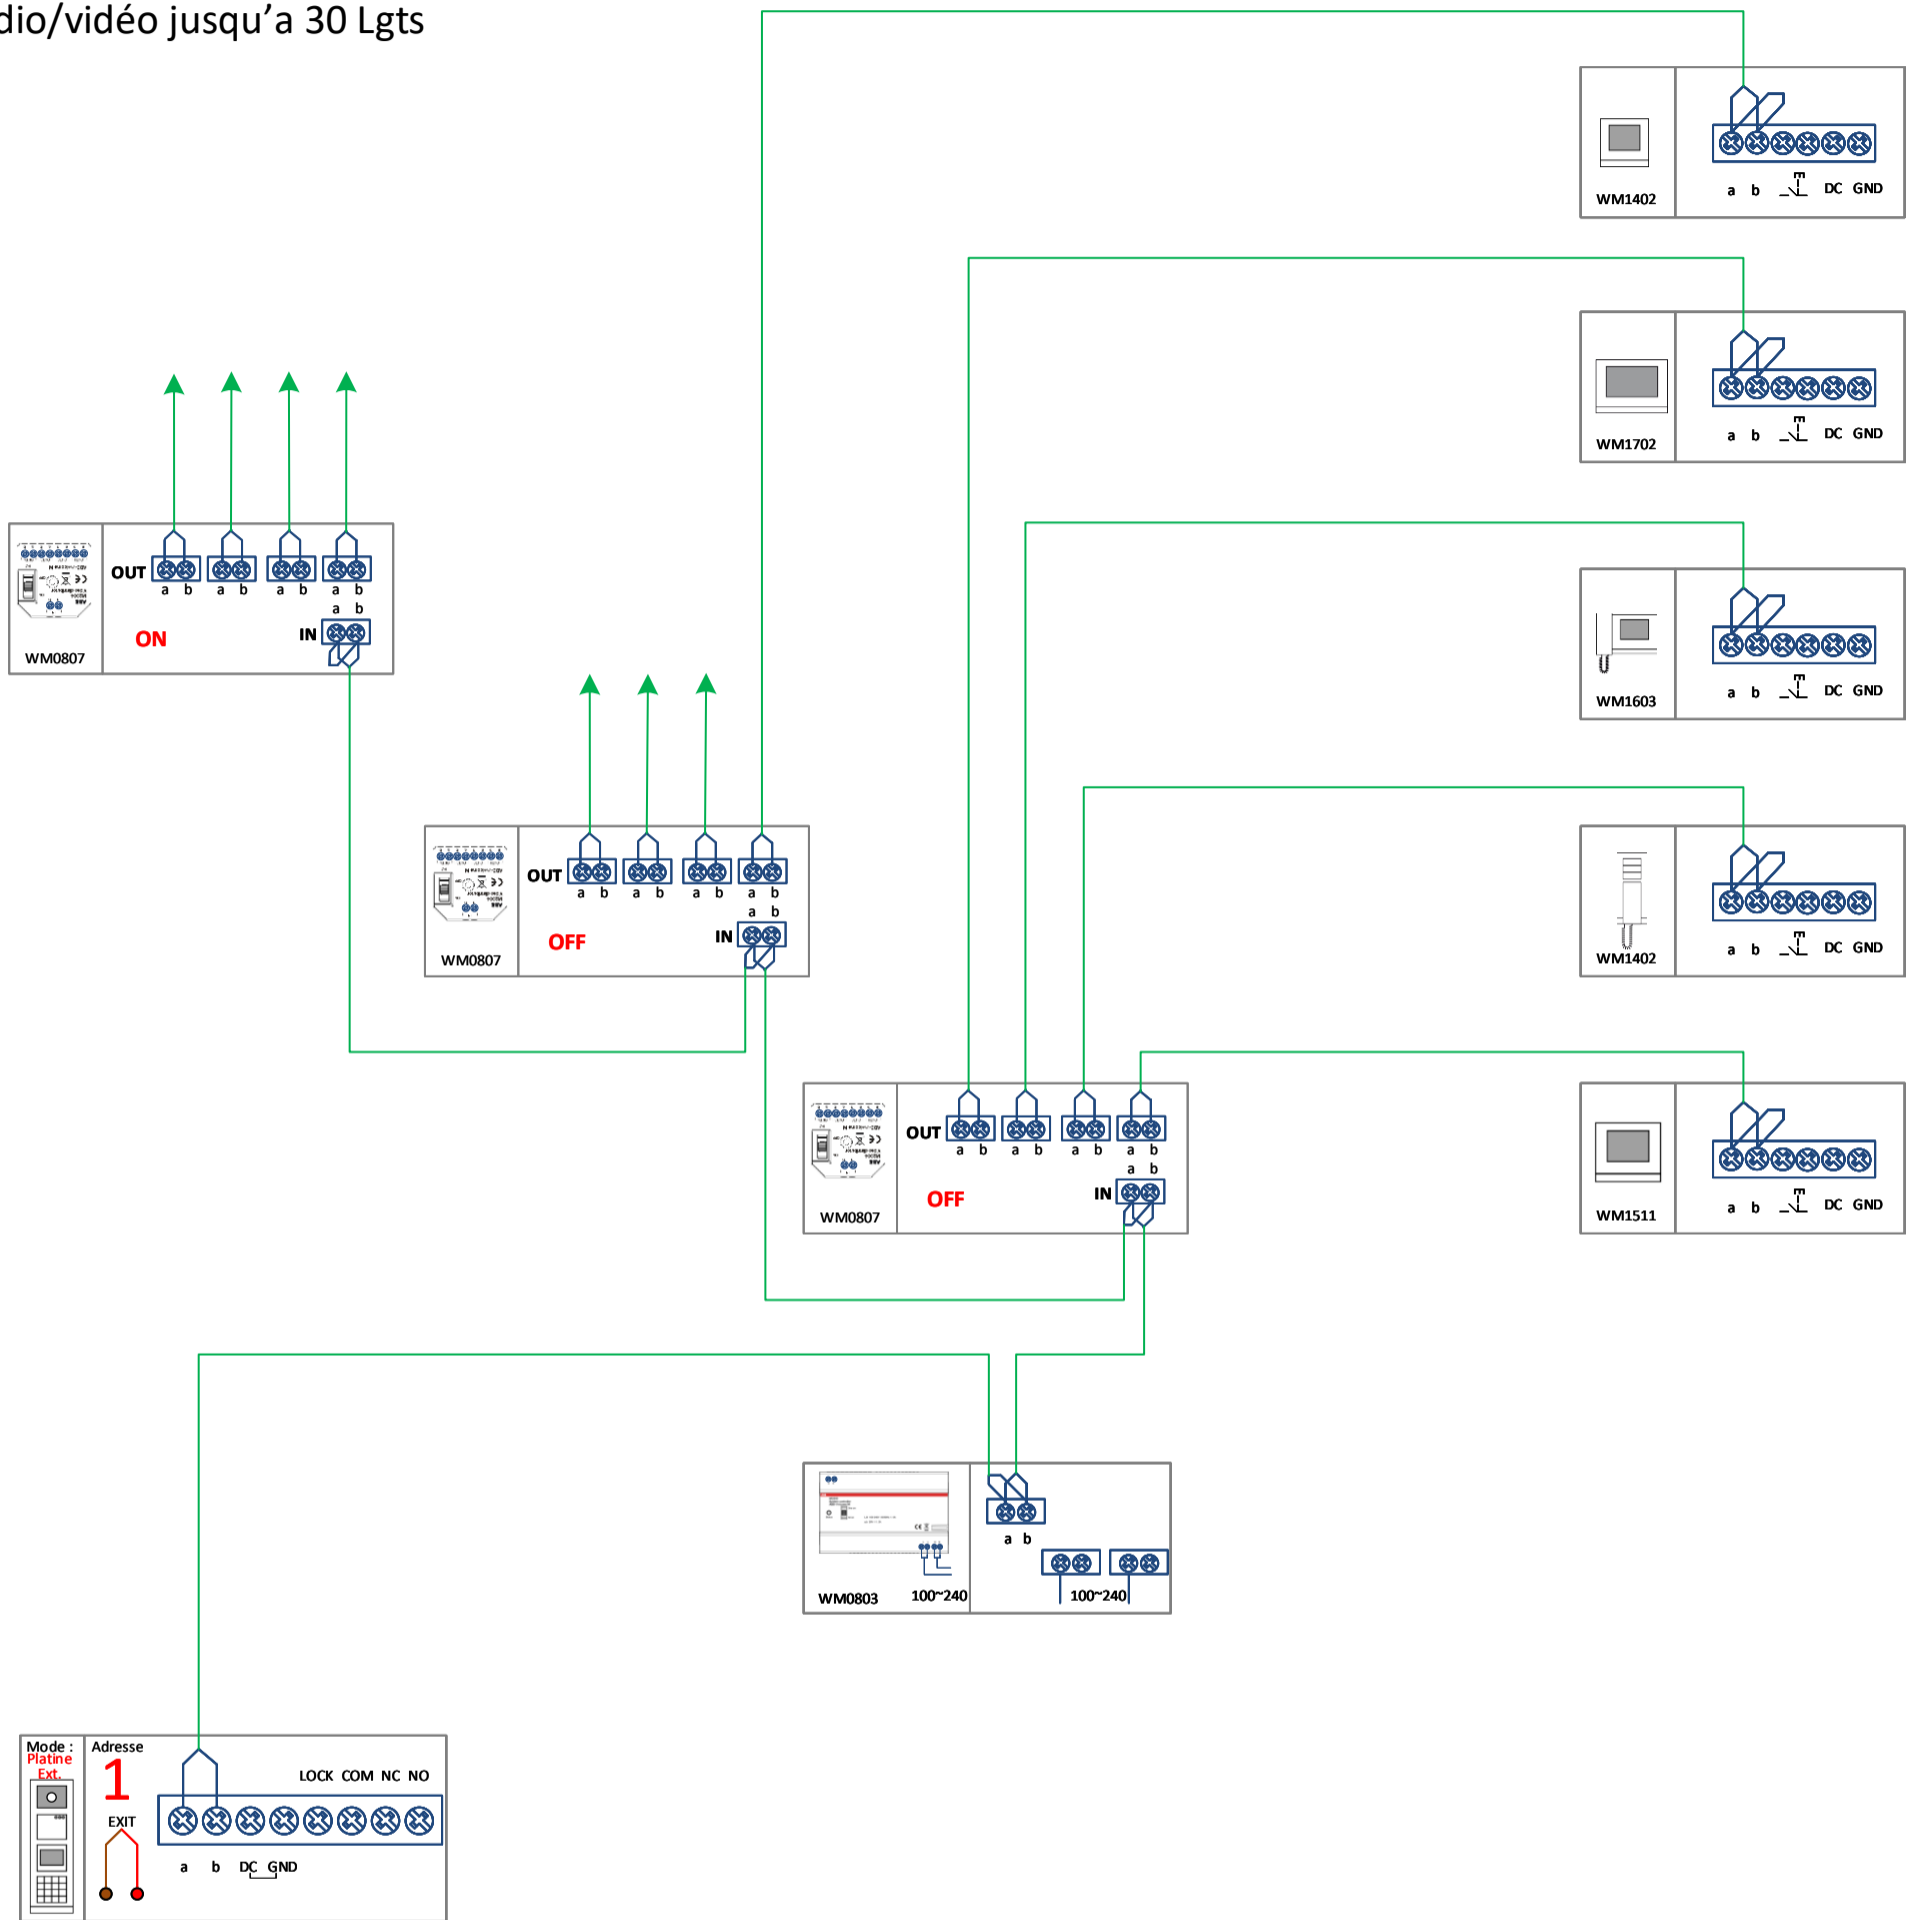 dio/vidéo jusqu’a 30 Lgts
WM1402
a b DC GND
WM1702
a b DC GND
OUT
a b a b a b a b
a b
ON
IN
WM0807
WM1603
a b DC GND
OUT
a b a b a b a b
a b
OFF
IN
WM0807
WM1402
a b DC GND
OUT
a b a b a b a b
a b
OFF
IN
WM0807
WM1511
a b DC GND
a b
WM0803 100~240
100~240
Mode :
Platine
Ext.
Adresse
1
EXIT
LOCK COM NC NO
a b DC GND